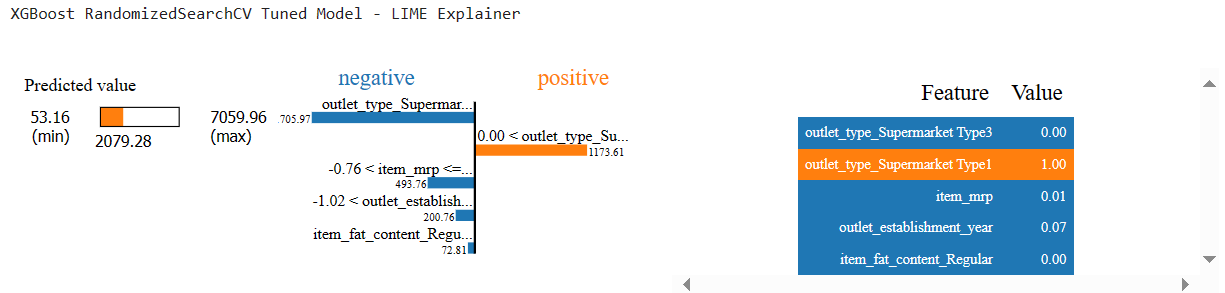 XGBoost RandomizedSearchCV Tuned Model - LIME Explainer
Predicted value
53.16
(min)
2079.28
7059.96
(max)
negative
positive
outlet_type_Supermar...
.705.97
0.00 < outlet_type_Su...
1173.61
-0.76 < item_mrp <=...
493.76
-1.02 < outlet_establish...
200.76
item_fat_content_Regu...
72.81
Feature Value
outlet_type_Supermarket Type3 0.00
outlet_type_Supermarket Type1 1.00
item_mrp 0.01
outlet_establishment_year 0.07
item_fat_content_Regular 0.00